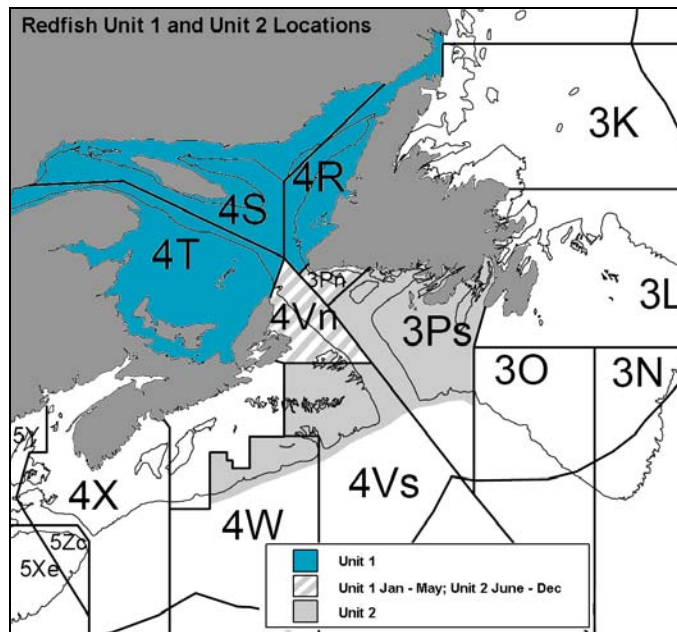 Redfish Unit 1 and Unit 2 Locations
3K
4R
4S
4T
3Pn
4Vn
3Ps
3L
3O
3N
5Y
4X
4W
4Vs
5Zc
5Xe
Unit 1
Unit 1 Jan - May; Unit 2 June - Dec
Unit 2